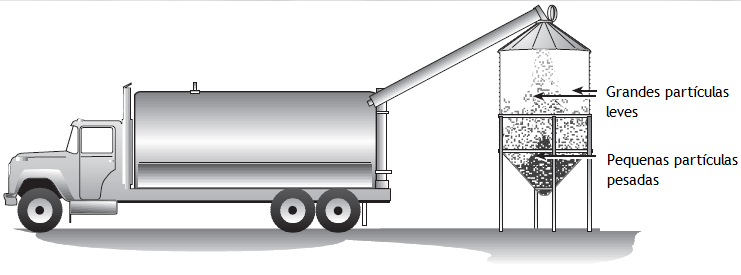 Grandes partículas
leves
Pequenas partículas
pesadas